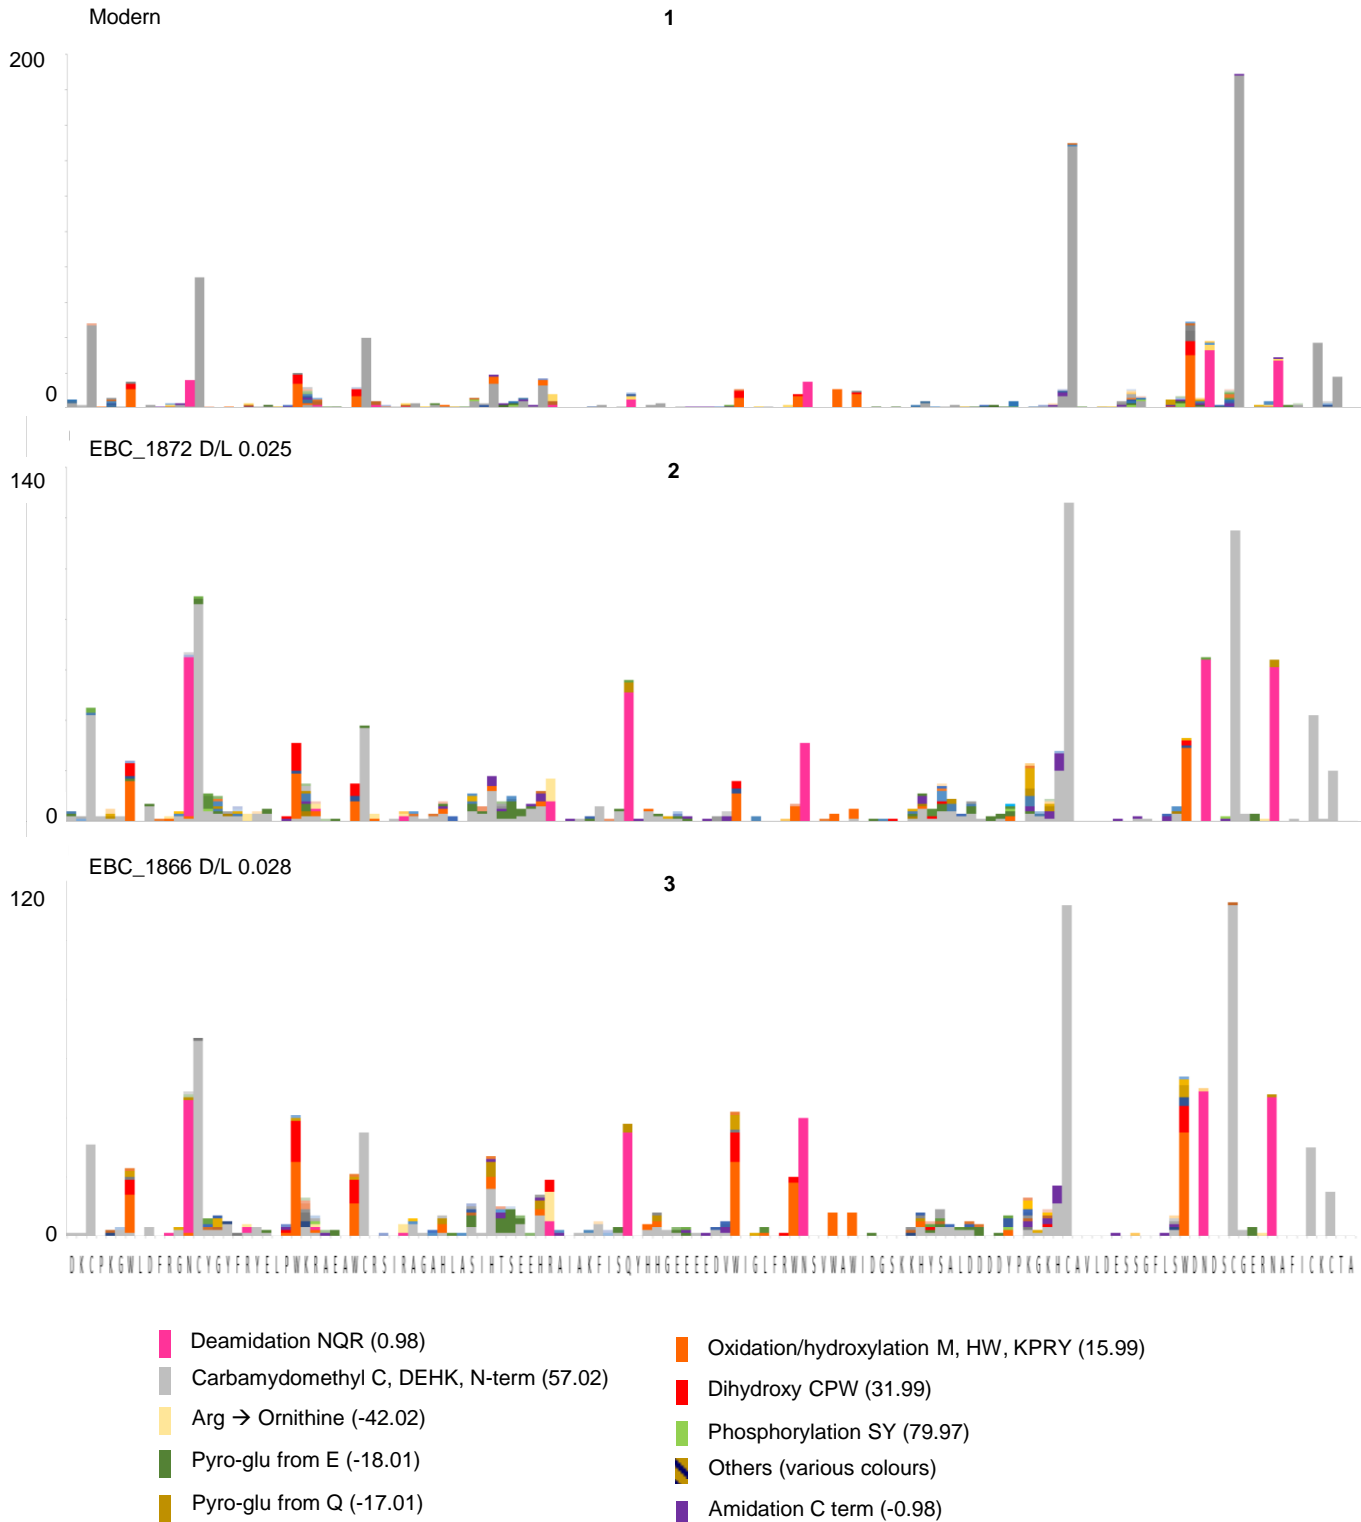 Modern
1
200
0
EBC_1872 D/L 0.025
2
140
0
EBC_1866 D/L 0.028
3
120
0
D K C P K G W L D F R G N C Y G Y F R Y E L P W K R A E A W C R S I R A G A H L A S I H T S E E H R A I A K F I S Q Y H H G E E E E D V W I G L F R W N S V W A W I D G S K K H Y S A L D D D D Y P K G K H C A V L D E S S G F L S W D N D S C G E R N A F I C K C T A
Deamidation NQR (0.98)
Carbamydomethyl C, DEHK, N-term (57.02)
Arg → Ornithine (-42.02)
Pyro-glu from E (-18.01)
Pyro-glu from Q (-17.01)
Oxidation/hydroxylation M, HW, KPRY (15.99)
Dihydroxy CPW (31.99)
Phosphorylation SY (79.97)
Others (various colours)
Amidation C term (-0.98)